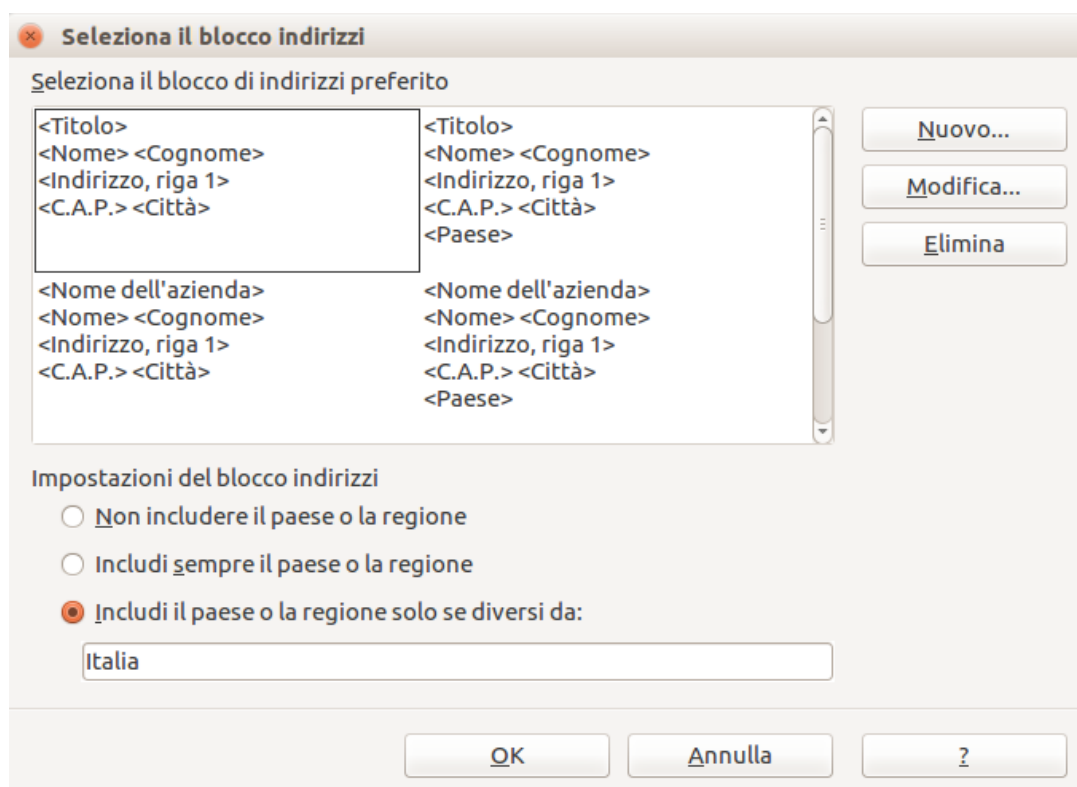 Seleziona il blocco indirizzi
Seleziona il blocco di indirizzi preferito
<Titolo>
<Nome> <Cognome>
<Indirizzo, riga 1>
<C.A.P.> <Città>
<Titolo>
<Nome> <Cognome>
<Indirizzo, riga 1>
<C.A.P.> <Città>
<Paese>
<Nome dell'azienda>
<Nome> <Cognome>
<Indirizzo, riga 1>
<C.A.P.> <Città>
<Nome dell'azienda>
<Nome> <Cognome>
<Indirizzo, riga 1>
<C.A.P.> <Città>
<Paese>
Nuovo...
Modifica...
Elimina
Impostazioni del blocco indirizzi
Non includere il paese o la regione
Includi sempre il paese o la regione
Includi il paese o la regione solo se diversi da:
Italia
OK
Annulla
?